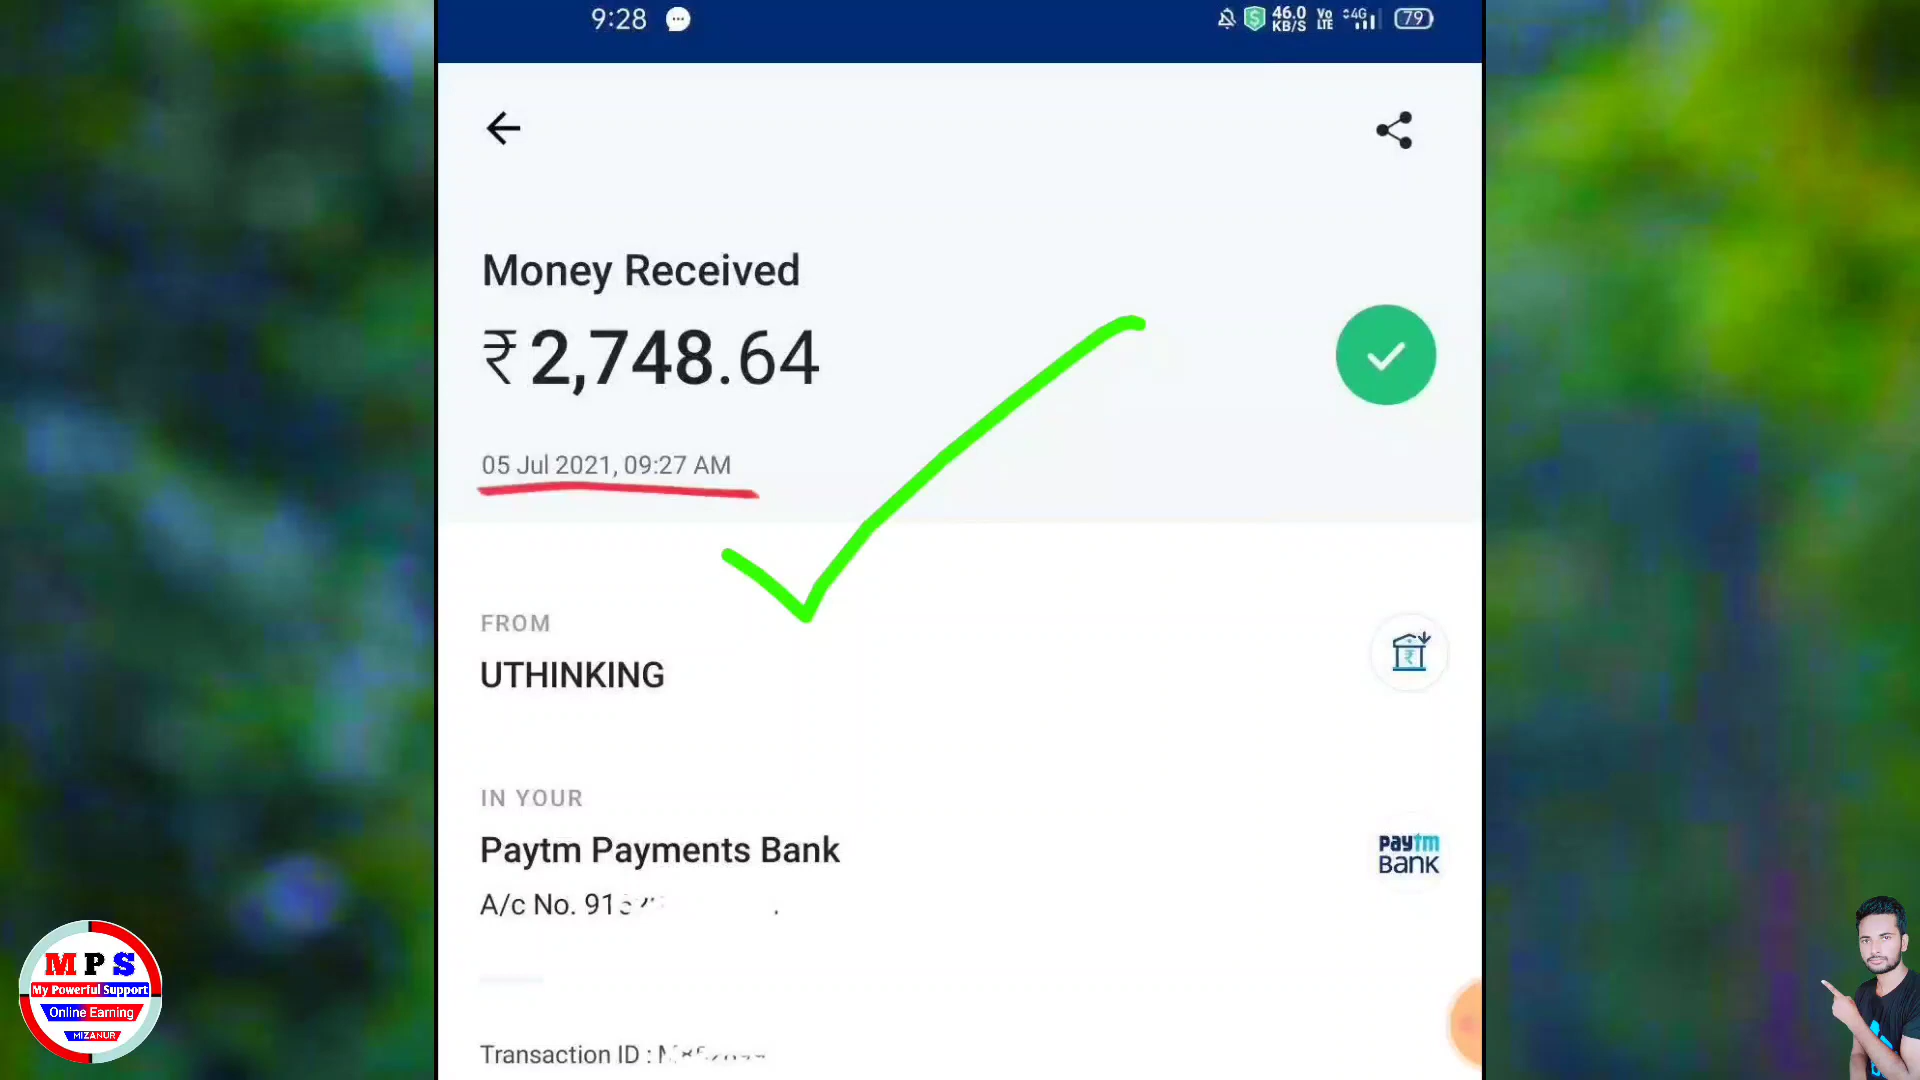 9:28
46.0
KB/S
Vo
LTE
4G
79
Money Received
₹2,748.64
05 Jul 2021, 09:27 AM
FROM
UTHINKING
IN YOUR
Paytm Payments Bank
paytm
BANK
A/c No. 91
Transaction ID :
M P S
My Powerful Support
Online Earning
MIZANUR